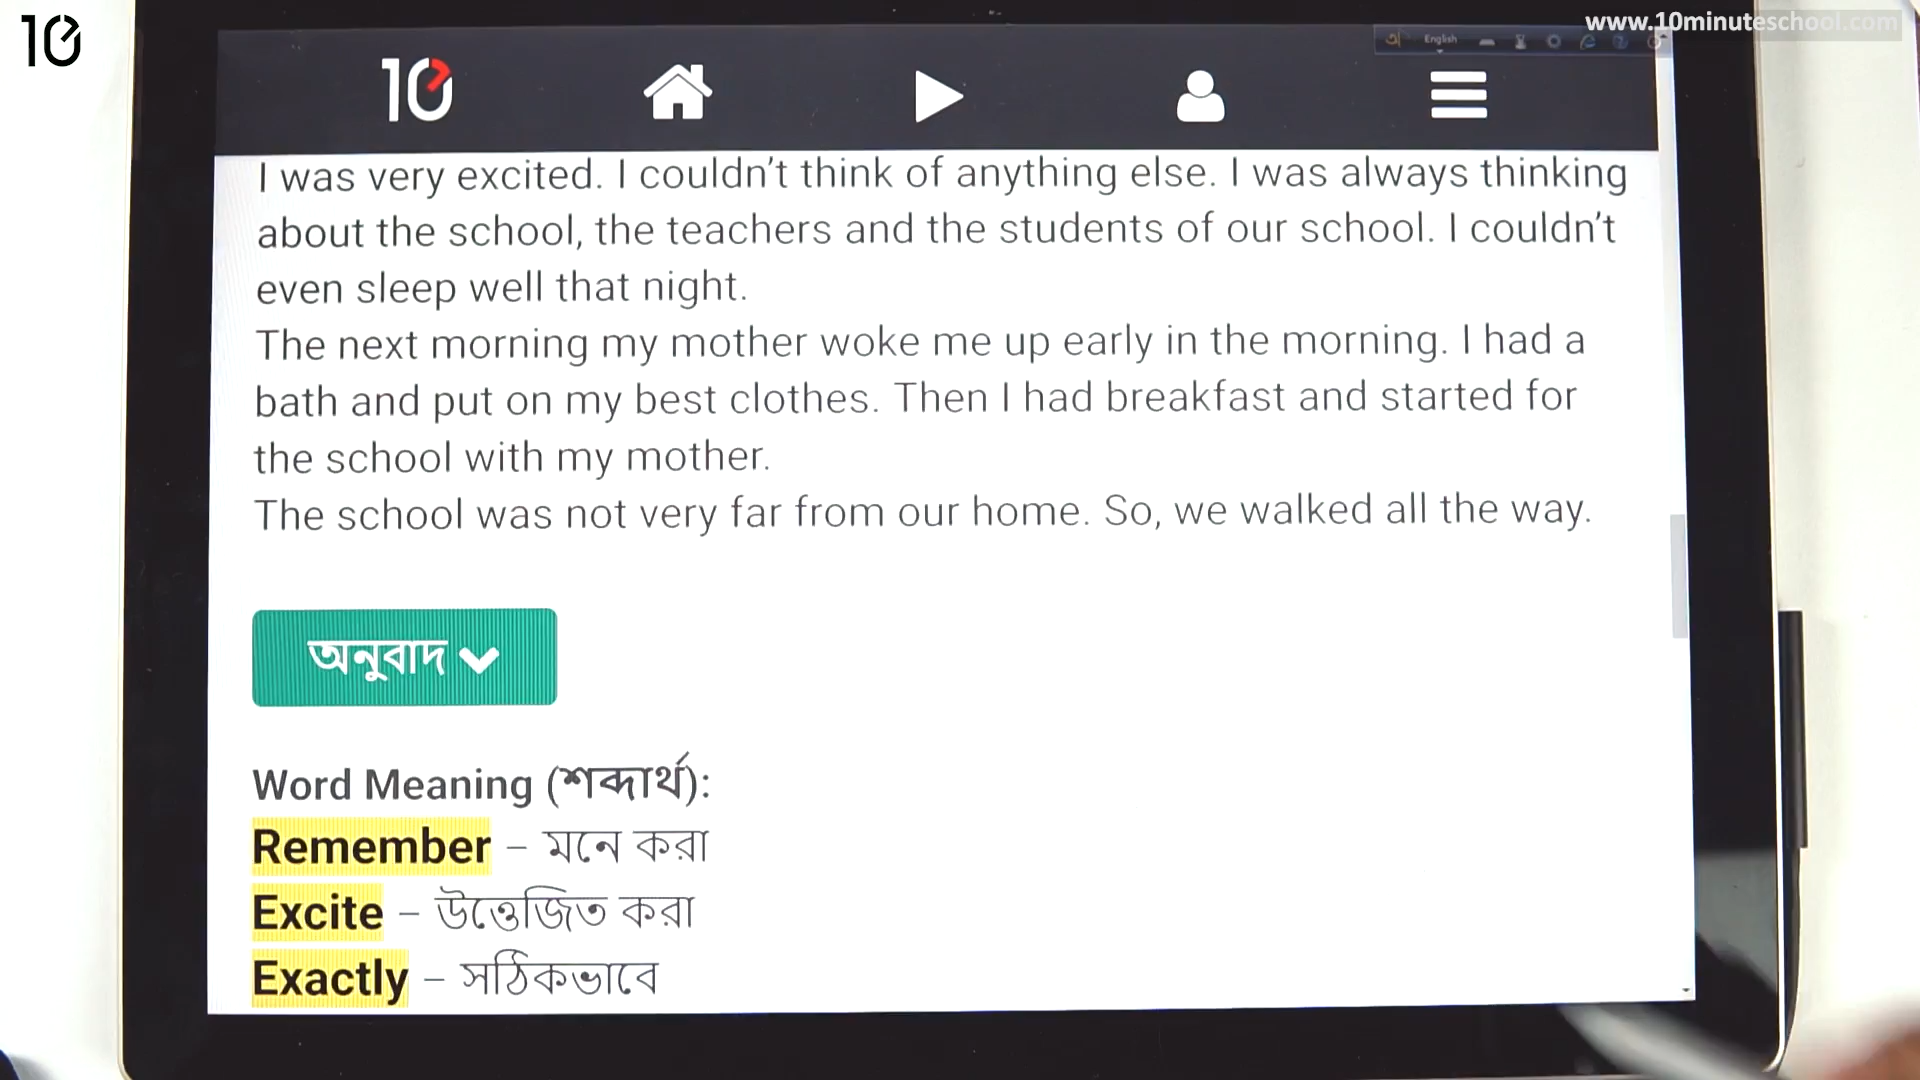 10
www.10minuteschool.com
অ English
10
I was very excited. I couldn't think of anything else. I was always thinking
about the school, the teachers and the students of our school. I couldn't
even sleep well that night.
The next morning my mother woke me up early in the morning. I had a
bath and put on my best clothes. Then I had breakfast and started for
the school with my mother.
The school was not very far from our home. So, we walked all the way.
অনুবাদ
Word Meaning (শব্দার্থ):
Remember – মনে করা
Excite – উত্তেজিত করা
Exactly – সঠিকভাবে